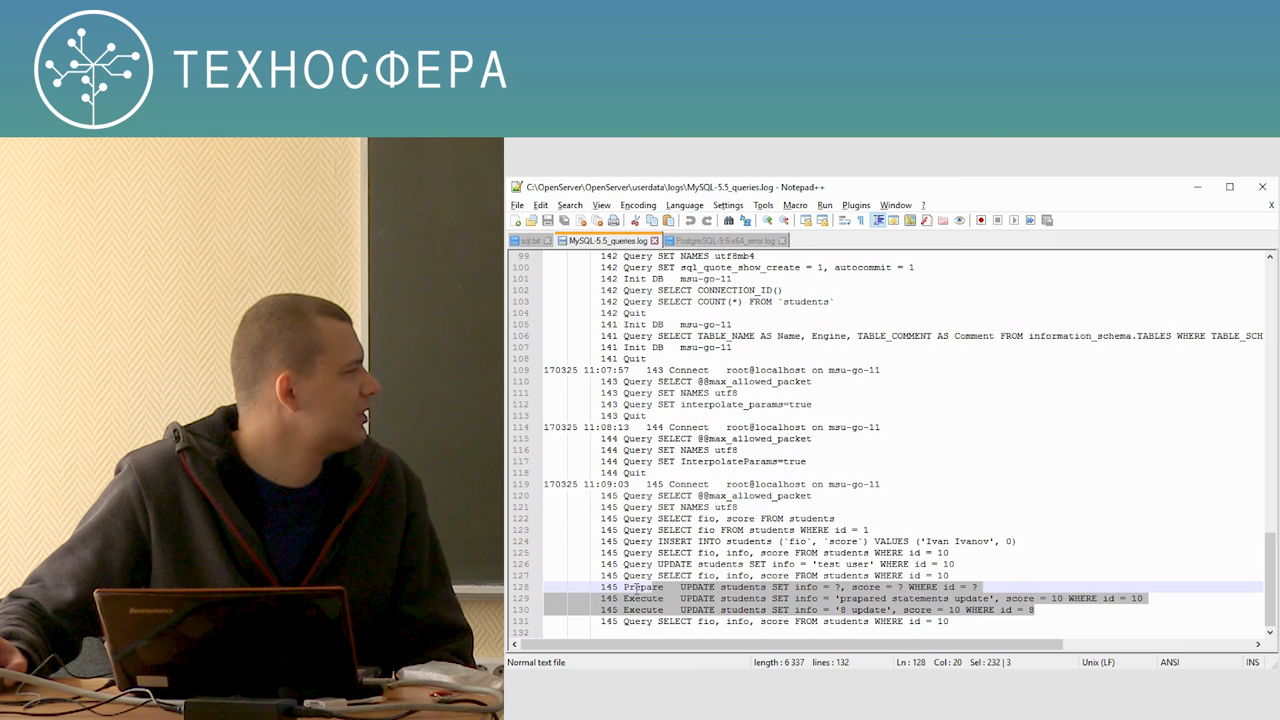 ТЕХНОСФЕРА
C:\OpenServer\OpenServer\userdata\logs\MySQL-5.5_queries.log - Notepad++
File Edit Search View Encoding Language Settings Tools Macro Run Plugins Window ? X
sql.txt MySQL-5.5_queries.log PostgreSQL-9.6-x64_error.log
99 142 Query SET NAMES utf8mb4
100 142 Query SET sql_quote_show_create = 1, autocommit = 1
101 142 Init DB msu-go-11
102 142 Query SELECT CONNECTION_ID()
103 142 Query SELECT COUNT(*) FROM `students`
104 142 Quit
105 141 Init DB msu-go-11
106 141 Query SELECT TABLE_NAME AS Name, Engine, TABLE_COMMENT AS Comment FROM information_schema.TABLES WHERE TABLE_SCH
107 141 Init DB msu-go-11
108 141 Quit
109 170325 11:07:57 143 Connect root@localhost on msu-go-11
110 143 Query SELECT @@max_allowed_packet
111 143 Query SET NAMES utf8
112 143 Query SET interpolate_params=true
113 143 Quit
114 170325 11:08:13 144 Connect root@localhost on msu-go-11
115 144 Query SELECT @@max_allowed_packet
116 144 Query SET NAMES utf8
117 144 Query SET InterpolateParams=true
118 144 Quit
119 170325 11:09:03 145 Connect root@localhost on msu-go-11
120 145 Query SELECT @@max_allowed_packet
121 145 Query SET NAMES utf8
122 145 Query SELECT fio, score FROM students
123 145 Query SELECT fio FROM students WHERE id = 1
124 145 Query INSERT INTO students (`fio`, `score`) VALUES ('Ivan Ivanov', 0)
125 145 Query SELECT fio, info, score FROM students WHERE id = 10
126 145 Query UPDATE students SET info = 'test user' WHERE id = 10
127 145 Query SELECT fio, info, score FROM students WHERE id = 10
128 145 Prepare UPDATE students SET info = ?, score = ? WHERE id = ?
129 145 Execute UPDATE students SET info = 'prapared statements update', score = 10 WHERE id = 10
130 145 Execute UPDATE students SET info = '8 update', score = 10 WHERE id = 8
131 145 Query SELECT fio, info, score FROM students WHERE id = 10
132
Normal text file length : 6 337 lines : 132 Ln : 128 Col : 20 Sel : 232 | 3 Unix (LF) ANSI INS